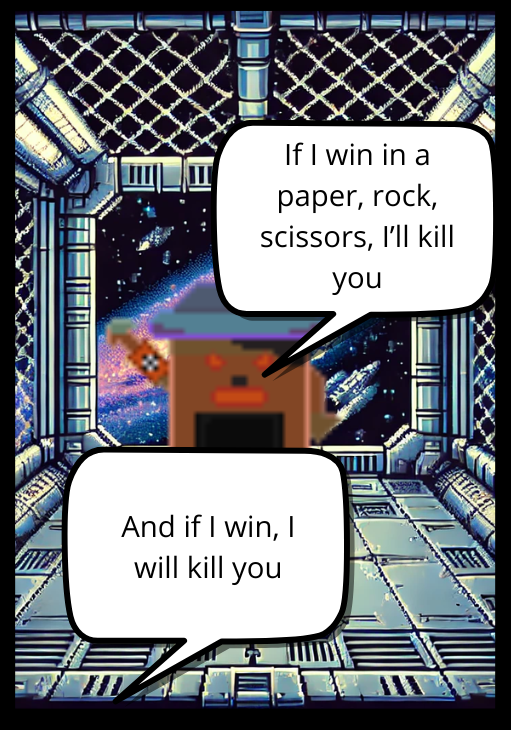 If I win in a
paper, rock,
scissors, I’ll kill
you
And if I win, I
will kill you